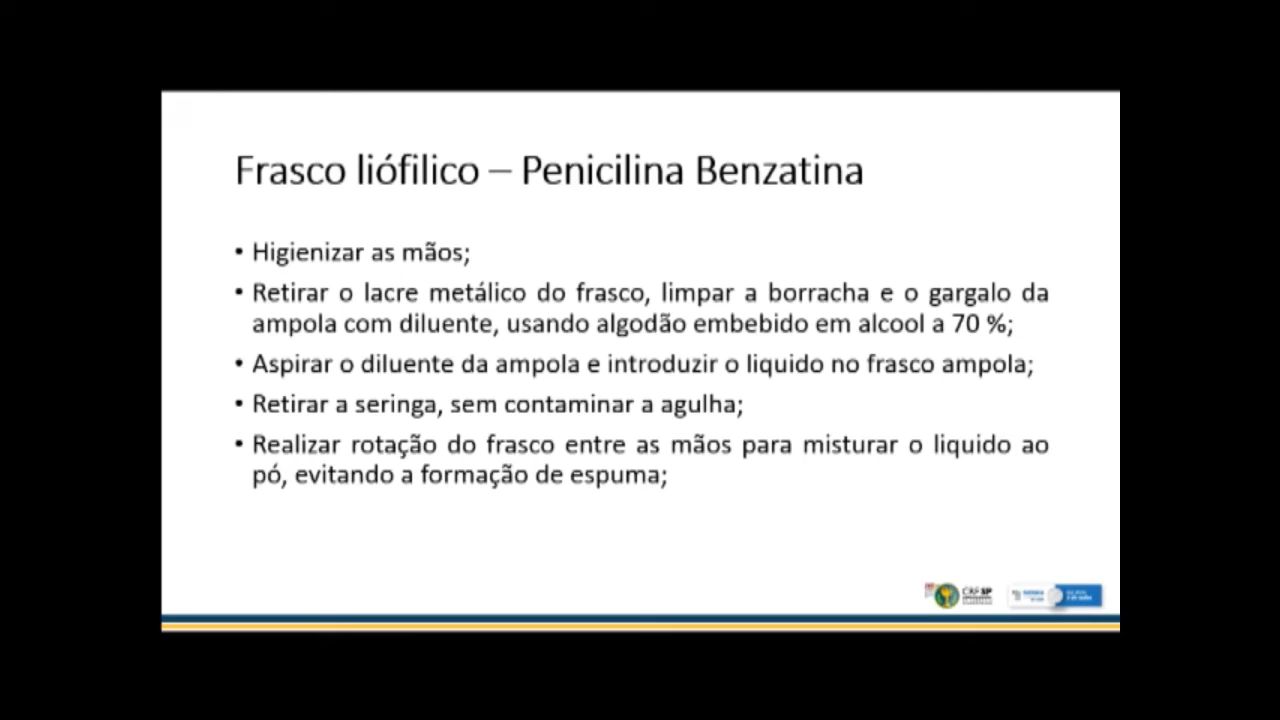 Frasco liófilico – Penicilina Benzatina
• Higienizar as mãos;
• Retirar o lacre metálico do frasco, limpar a borracha e o gargalo da
ampola com diluente, usando algodão embebido em alcool a 70 %;
• Aspirar o diluente da ampola e introduzir o liquido no frasco ampola;
• Retirar a seringa, sem contaminar a agulha;
• Realizar rotação do frasco entre as mãos para misturar o liquido ao
pó, evitando a formação de espuma;
CRF SP